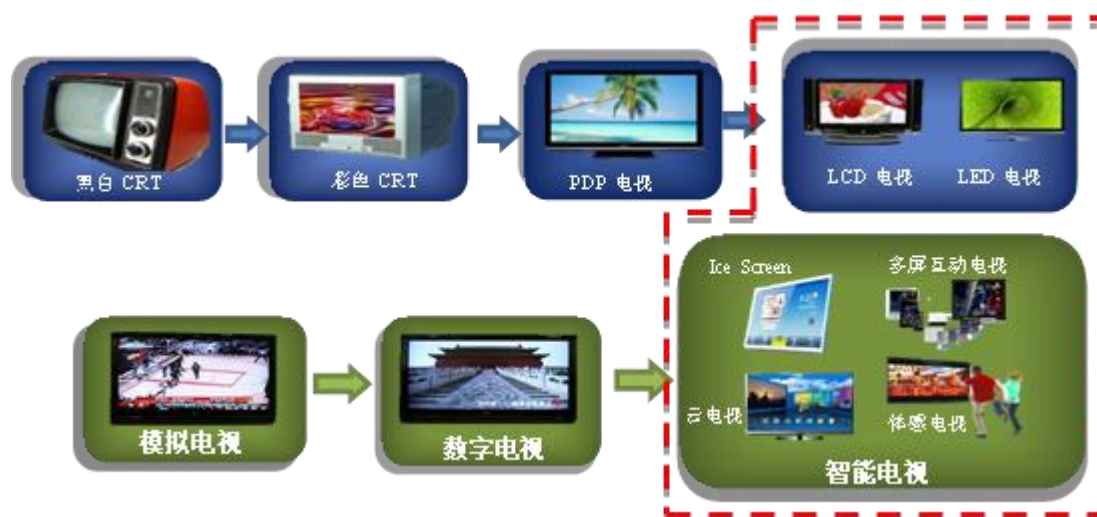 黑白 CRT
彩色 CRT
PDP 电视
LCD 电视
LED 电视
Ice Screen
多屏互动电视
云电视
体感电视
模拟电视
数字电视
智能电视